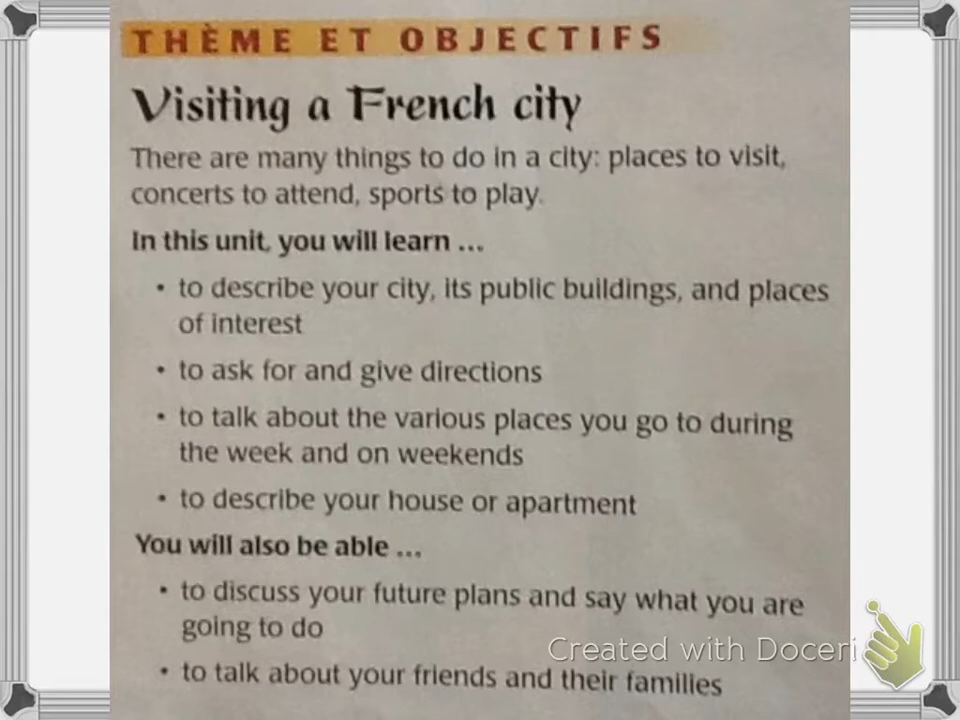 THÈME ET OBJECTIFS
Visiting a French city
There are many things to do in a city: places to visit,
concerts to attend, sports to play.
In this unit, you will learn ...
• to describe your city, its public buildings, and places
of interest
• to ask for and give directions
• to talk about the various places you go to during
the week and on weekends
• to describe your house or apartment
You will also be able ...
• to discuss your future plans and say what you are
going to do
• to talk about your friends and their families
Created with Doceri